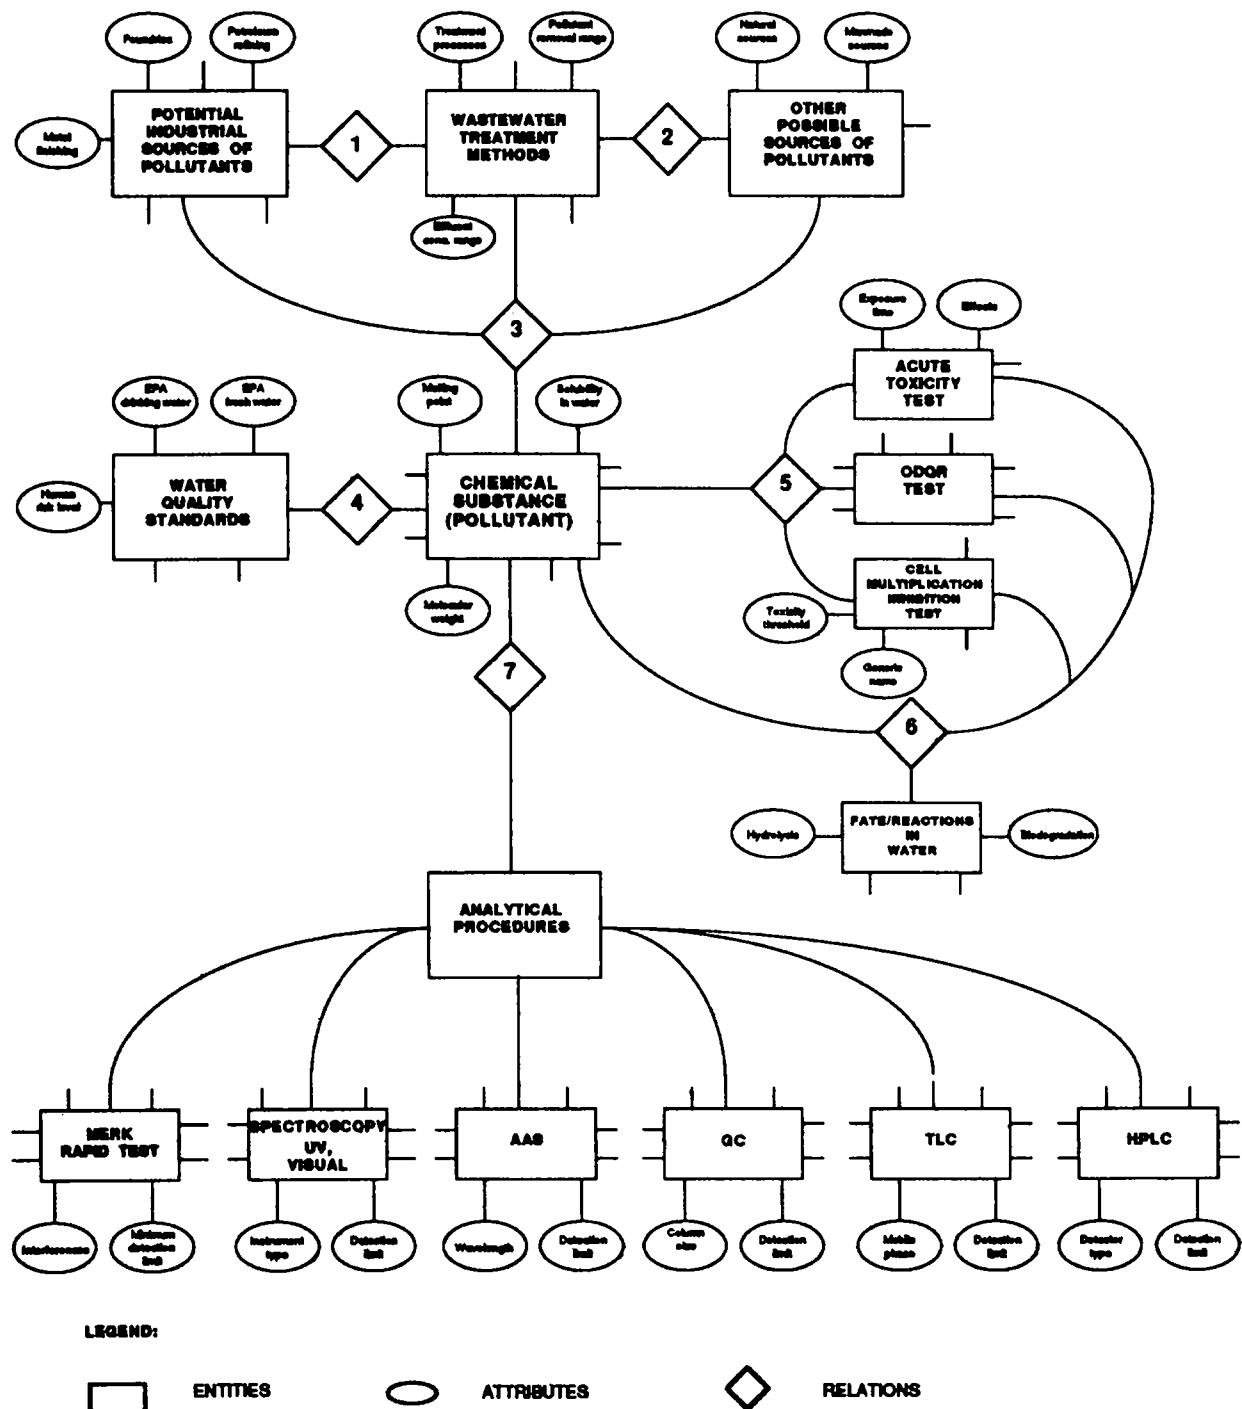 Foundries
Petroleum
refining
Treatment
processes
Pollutant
removal range
Natural
sources
Manmade
sources
Metal
finishing
POTENTIAL
INDUSTRIAL
SOURCES OF
POLLUTANTS
1
WASTEWATER
TREATMENT
METHODS
2
OTHER
POSSIBLE
SOURCES OF
POLLUTANTS
Effluent
conc. range
3
Exposure
time
Effects
ACUTE
TOXICITY
TEST
EPA
drinking water
EPA
fresh water
Melting
point
Solubility
in water
Human
risk level
WATER
QUALITY
STANDARDS
4
CHEMICAL
SUBSTANCE
(POLLUTANT)
5
ODOR
TEST
CELL
MULTIPLICATION
INHIBITION
TEST
Molecular
weight
Toxicity
threshold
Generic
name
7
6
Hydrolysis
FATE/REACTIONS
IN
WATER
Biodegradation
ANALYTICAL
PROCEDURES
MERK
RAPID TEST
SPECTROSCOPY
UV,
VISUAL
AAS
GC
TLC
HPLC
Interferences
Minimum
detection
limit
Instrument
type
Detection
limit
Wavelength
Detection
limit
Column
size
Detection
limit
Mobile
phase
Detection
limit
Detector
type
Detection
limit
LEGEND:
ENTITIES
ATTRIBUTES
RELATIONS